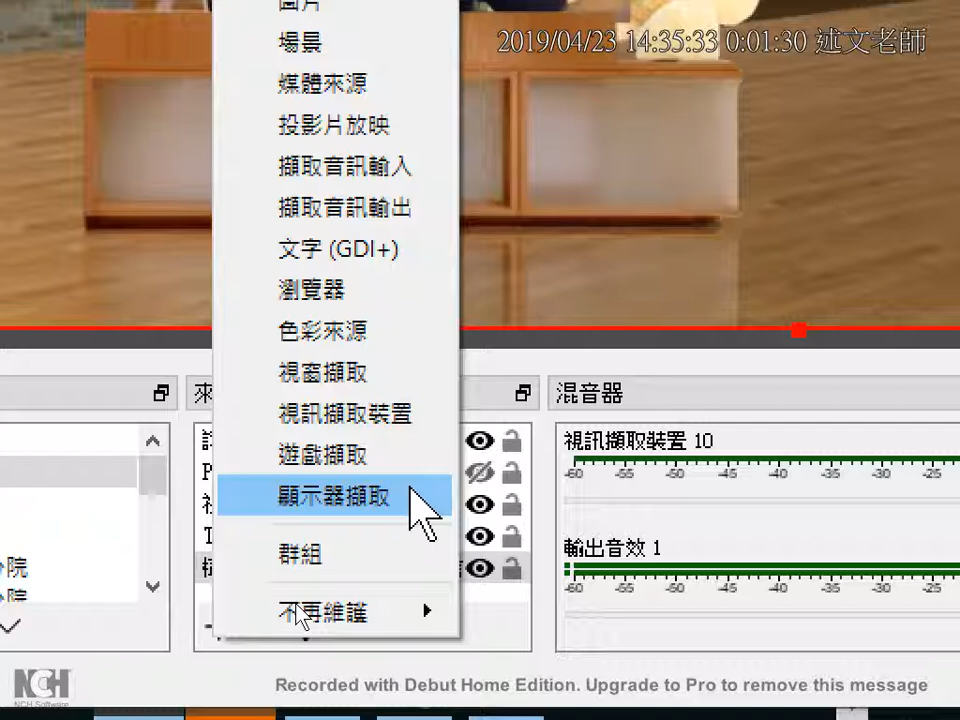 圖片
2019/04/23 14:35:33 0:01:30 述文老師
場景
媒體來源
投影片放映
擷取音訊輸入
擷取音訊輸出
文字 (GDI+)
瀏覽器
色彩來源
視窗擷取
視訊擷取裝置
遊戲擷取
顯示器擷取
群組
不再維護
來
混音器
視訊擷取裝置 10
-60 -55 -50 -45 -40 -35 -30 -25
輸出音效 1
-60 -55 -50 -45 -40 -35 -30 -25
院
院
NCH
NCH Software
Recorded with Debut Home Edition. Upgrade to Pro to remove this message